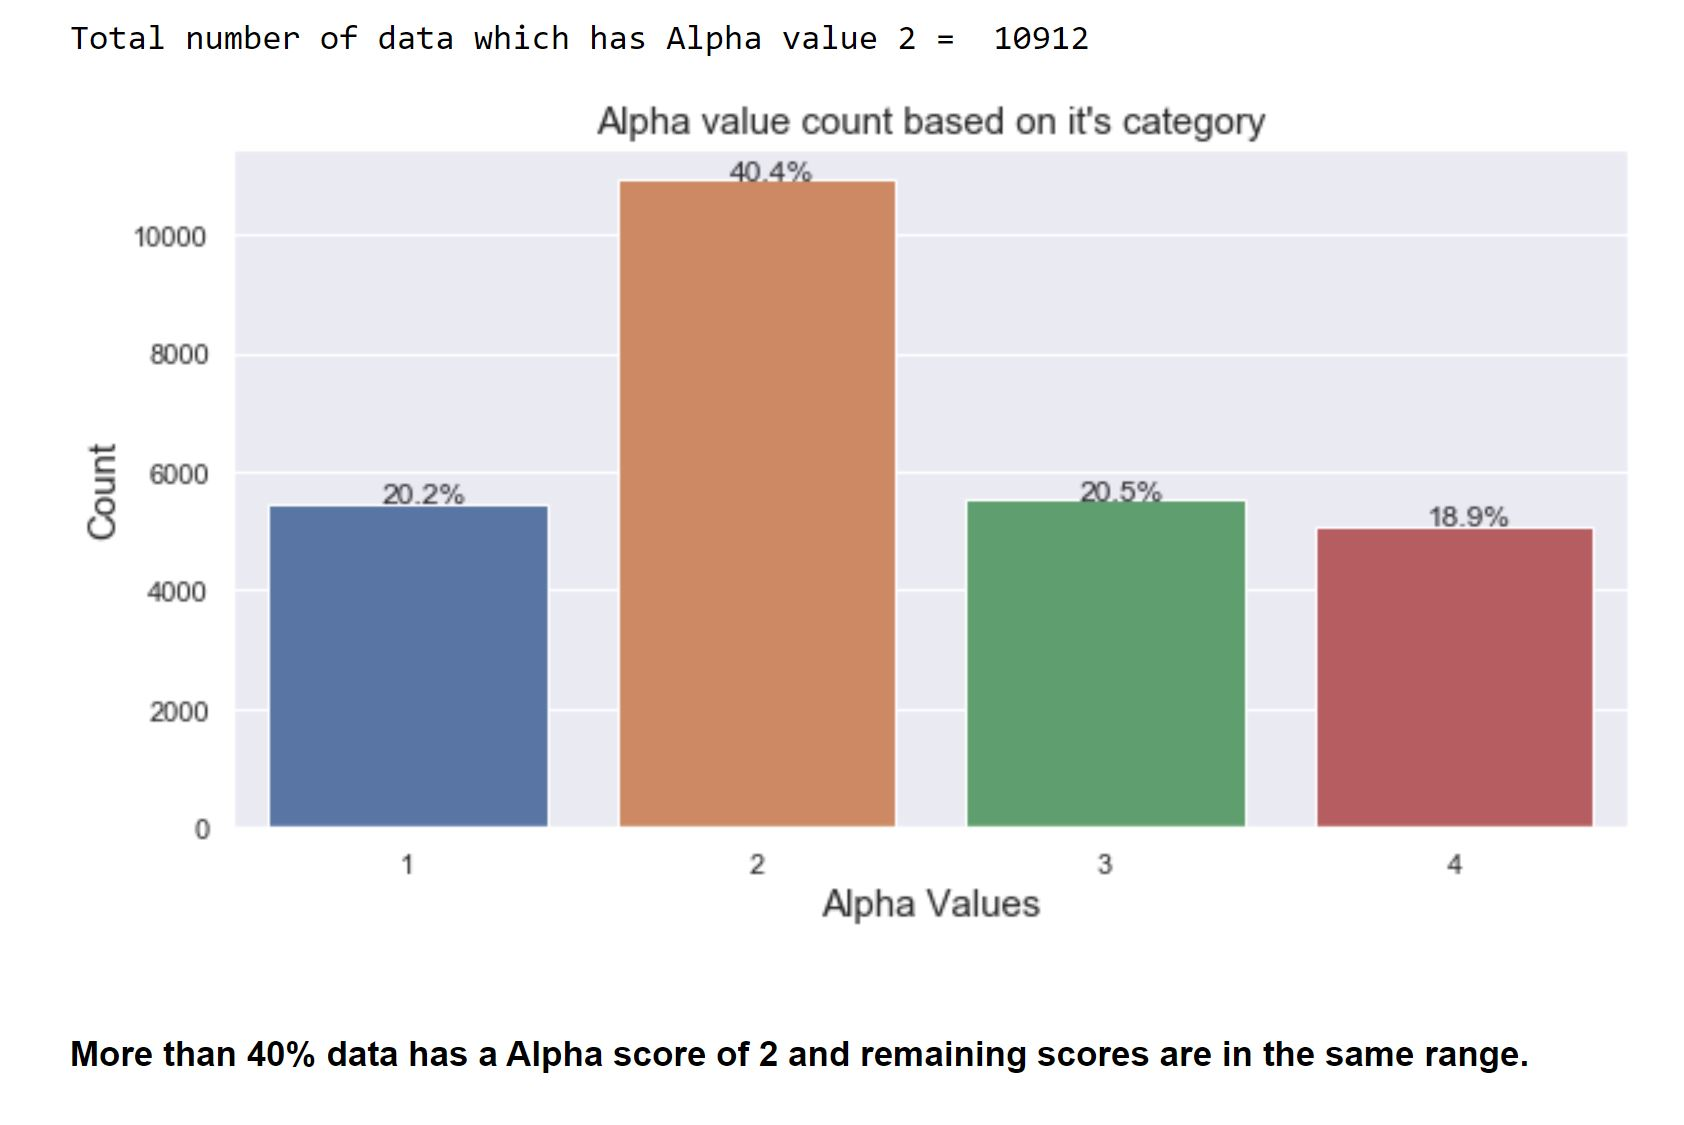 Total number of data which has Alpha value 2 =  10912
Alpha value count based on it's category
40.4%
10000
8000
6000
20.2%
20.5%
18.9%
Count
4000
2000
0
1 2 3 4
Alpha Values
More than 40% data has a Alpha score of 2 and remaining scores are in the same range.